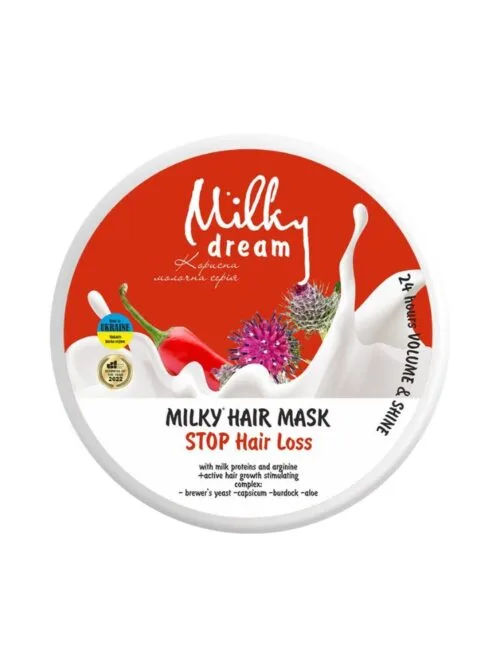 Milky
dream
Корисна
молочна серія
24 hours VOLUME & SHINE
UKRAINE
2022
MILKY HAIR MASK
STOP Hair Loss
with milk proteins and arginine
+active hair growth stimulating
complex:
- brewer's yeast -capsicum -burdock -aloe